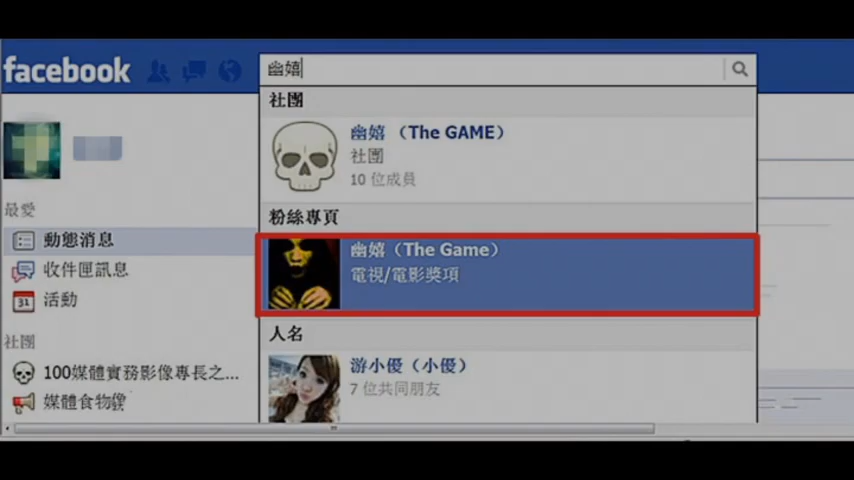 facebook
幽嬉
社團
幽嬉 （The GAME）
社團
10 位成員
最愛
粉絲專頁
動態消息
幽嬉（The Game）
收件匣訊息
電視/電影獎項
31 活動
人名
社團
游小優（小優）
100媒體實務影像專長之...
7 位共同朋友
媒體食物鏈